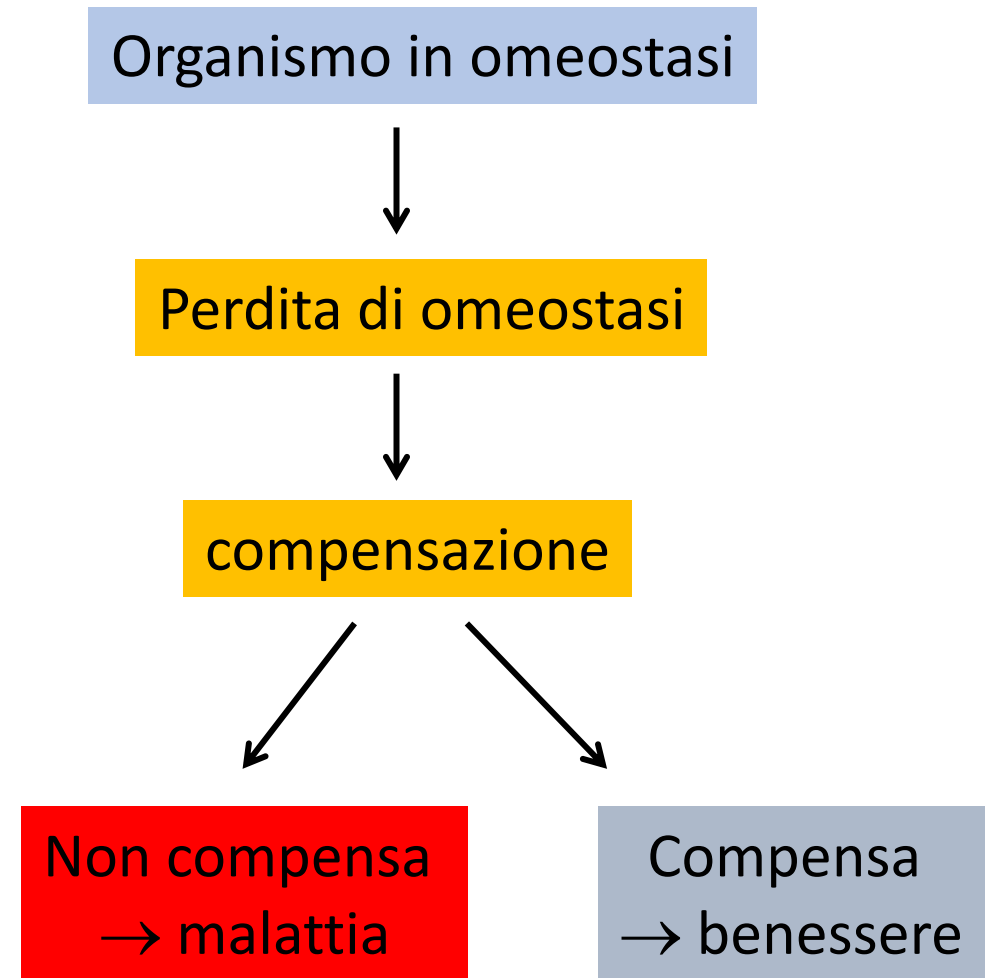 Organismo in omeostasi
Perdita di omeostasi
compensazione
Non compensa
→ malattia
Compensa
→ benessere